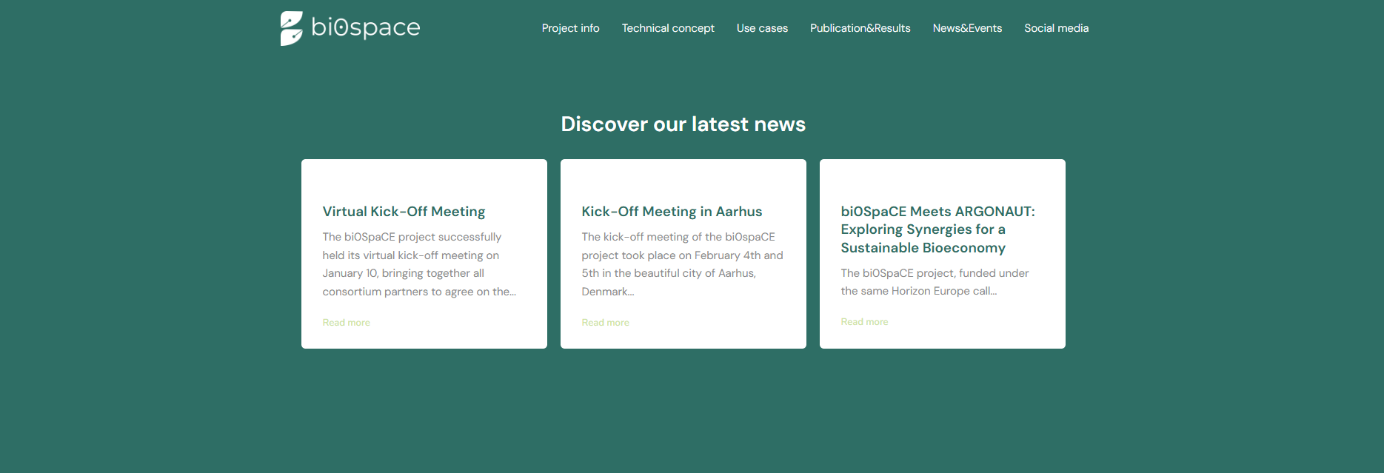 bi0space
Project info
Technical concept
Use cases
Publication&Results
News&Events
Social media
Discover our latest news
Virtual Kick-Off Meeting
The bi0SpaCE project successfully
held its virtual kick-off meeting on
January 10, bringing together all
consortium partners to agree on the...
Read more
Kick-Off Meeting in Aarhus
The kick-off meeting of the bi0spaCE
project took place on February 4th and
5th in the beautiful city of Aarhus,
Denmark...
Read more
bi0SpaCE Meets ARGONAUT:
Exploring Synergies for a
Sustainable Bioeconomy
The bi0SpaCE project, funded under
the same Horizon Europe call...
Read more